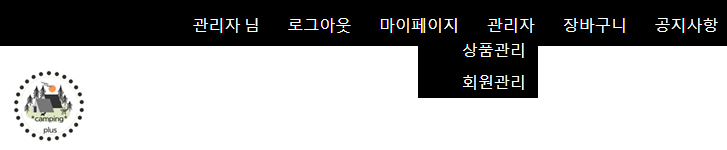 관리자 님 로그아웃 마이페이지 관리자 장바구니 공지사항
상품관리
회원관리
camping
plus